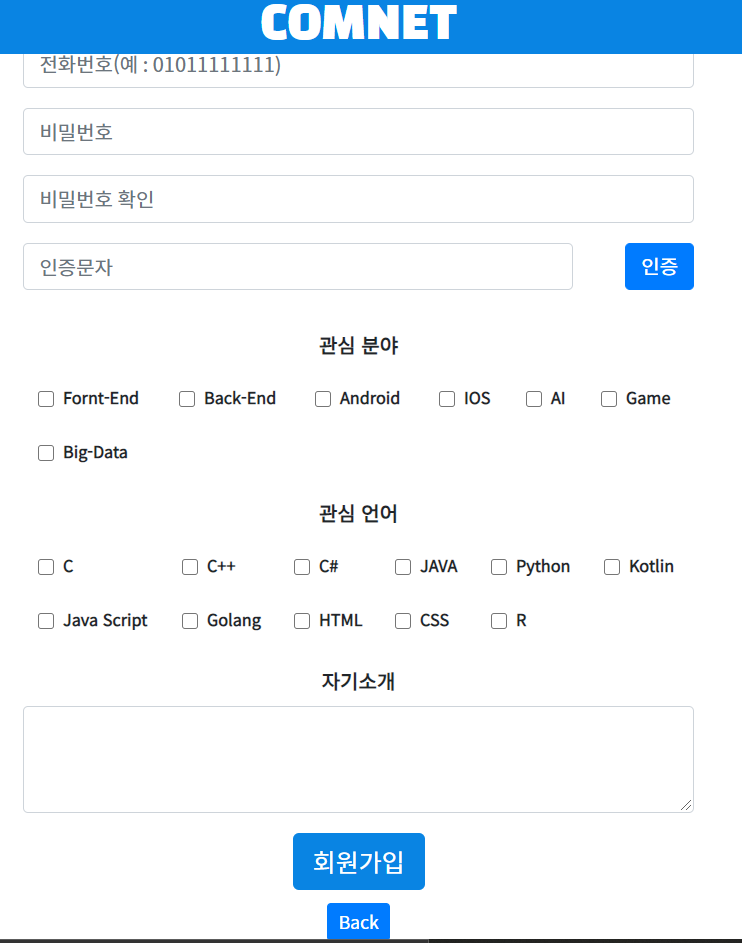 COMNET
전화번호(예 : 01011111111)
비밀번호
비밀번호 확인
인증문자 인증
관심 분야
Fornt-End Back-End Android IOS AI Game
Big-Data
관심 언어
C C++ C# JAVA Python Kotlin
Java Script Golang HTML CSS R
자기소개
회원가입
Back